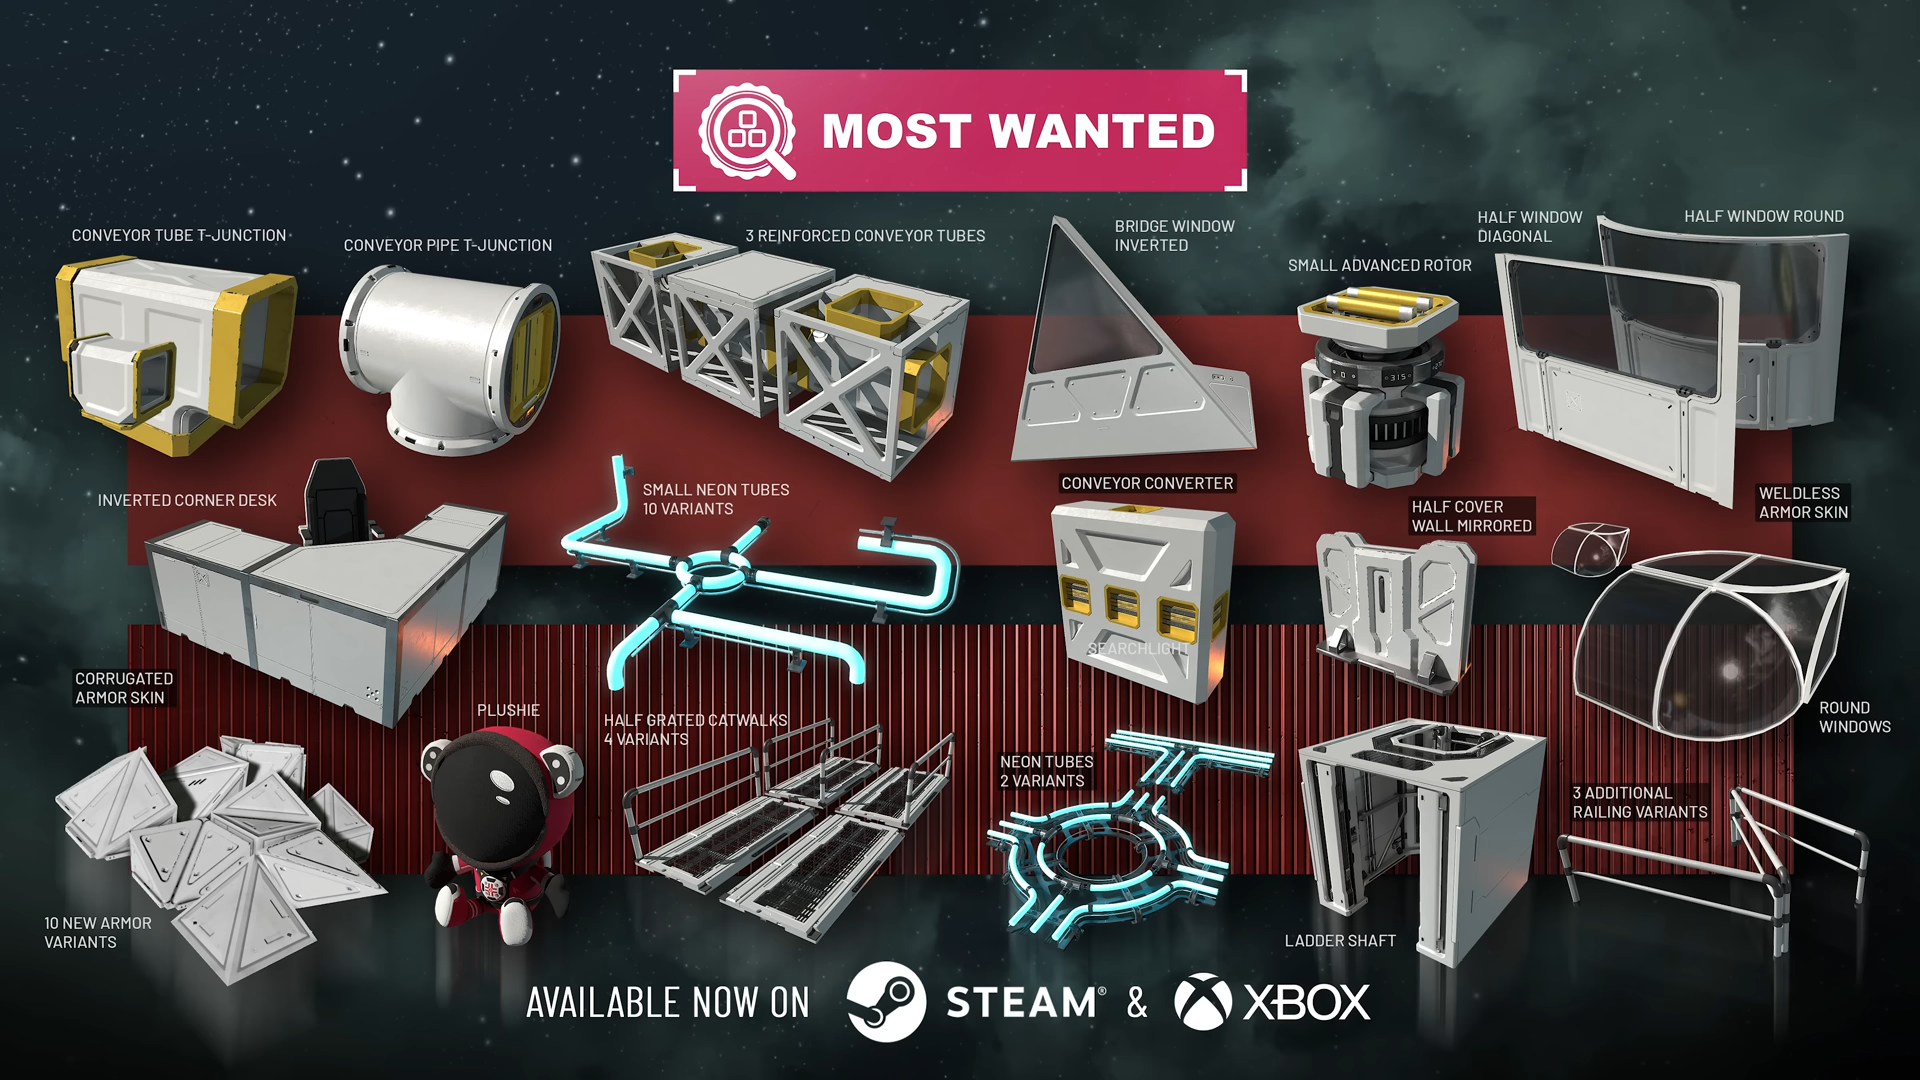 MOST WANTED
CONVEYOR TUBE T-JUNCTION
CONVEYOR PIPE T-JUNCTION
3 REINFORCED CONVEYOR TUBES
BRIDGE WINDOW
INVERTED
SMALL ADVANCED ROTOR
HALF WINDOW
DIAGONAL
HALF WINDOW ROUND
INVERTED CORNER DESK
SMALL NEON TUBES
10 VARIANTS
CONVEYOR CONVERTER
SEARCHLIGHT
HALF COVER
WALL MIRRORED
WELDLESS
ARMOR SKIN
CORRUGATED
ARMOR SKIN
PLUSHIE
HALF GRATED CATWALKS
4 VARIANTS
NEON TUBES
2 VARIANTS
ROUND
WINDOWS
3 ADDITIONAL
RAILING VARIANTS
10 NEW ARMOR
VARIANTS
LADDER SHAFT
AVAILABLE NOW ON STEAM® & XBOX